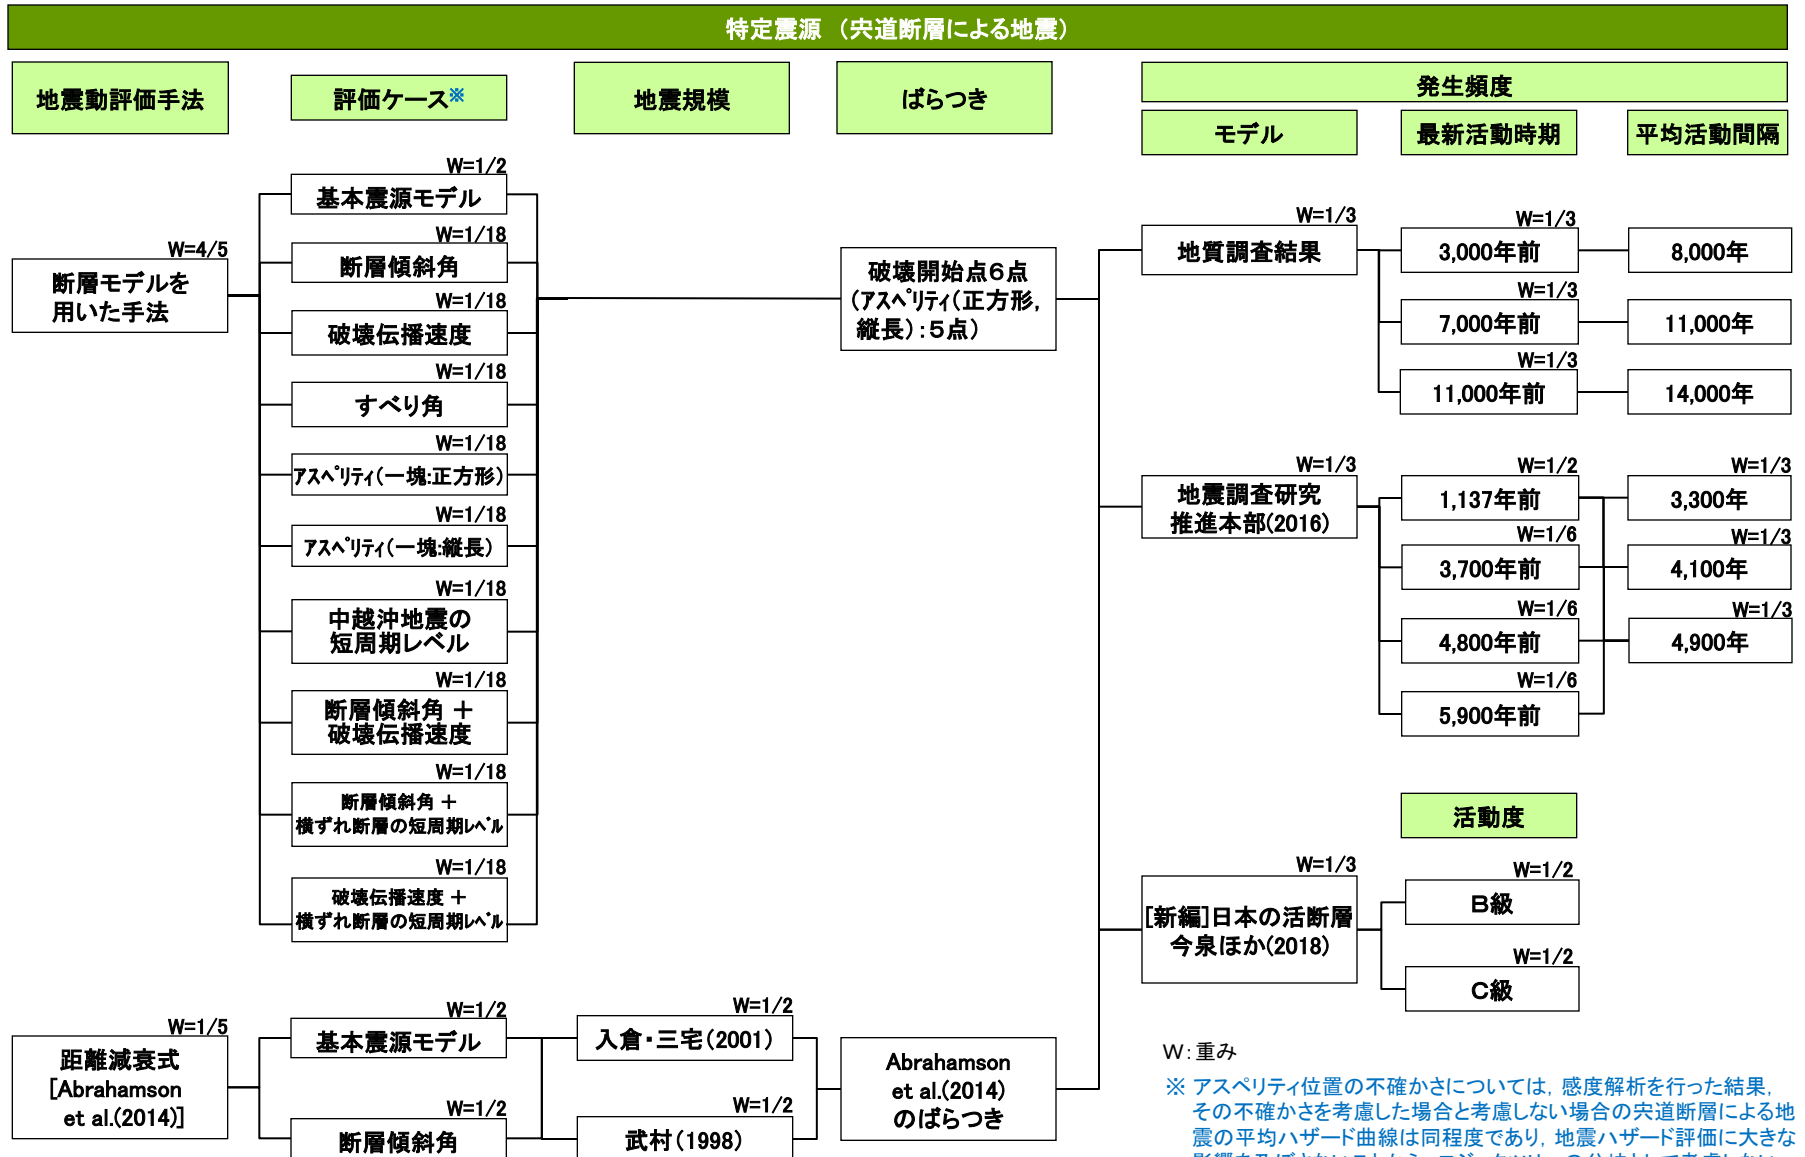 特定震源 （宍道断層による地震）
地震動評価手法
評価ケース※
地震規模
ばらつき
発生頻度
モデル
最新活動時期
平均活動間隔
W=4/5
断層モデルを
用いた手法
W=1/2
基本震源モデル
W=1/18
断層傾斜角
W=1/18
破壊伝播速度
W=1/18
すべり角
W=1/18
アスペリティ(一塊:正方形)
W=1/18
アスペリティ(一塊:縦長)
W=1/18
中越沖地震の
短周期レベル
W=1/18
断層傾斜角 ＋
破壊伝播速度
W=1/18
断層傾斜角 ＋
横ずれ断層の短周期レベル
W=1/18
破壊伝播速度 ＋
横ずれ断層の短周期レベル
破壊開始点６点
(アスペリティ(正方形,
縦長):５点)
W=1/3
地質調査結果
W=1/3
3,000年前
8,000年
W=1/3
7,000年前
11,000年
W=1/3
11,000年前
14,000年
W=1/3
地震調査研究
推進本部(2016)
W=1/2
1,137年前
W=1/3
3,300年
W=1/6
3,700年前
W=1/3
4,100年
W=1/6
4,800年前
W=1/3
4,900年
W=1/6
5,900年前
活動度
W=1/3
[新編]日本の活断層
今泉ほか(2018)
W=1/2
B級
W=1/2
C級
W=1/5
距離減衰式
[Abrahamson
et al.(2014)]
W=1/2
基本震源モデル
W=1/2
断層傾斜角
W=1/2
入倉・三宅(2001)
W=1/2
武村(1998)
Abrahamson
et al.(2014)
のばらつき
W：重み
※ アスペリティ位置の不確かさについては，感度解析を行った結果，
その不確かさを考慮した場合と考慮しない場合の宍道断層による地
震の平均ハザード曲線は同程度であり，地震ハザード評価に大きな